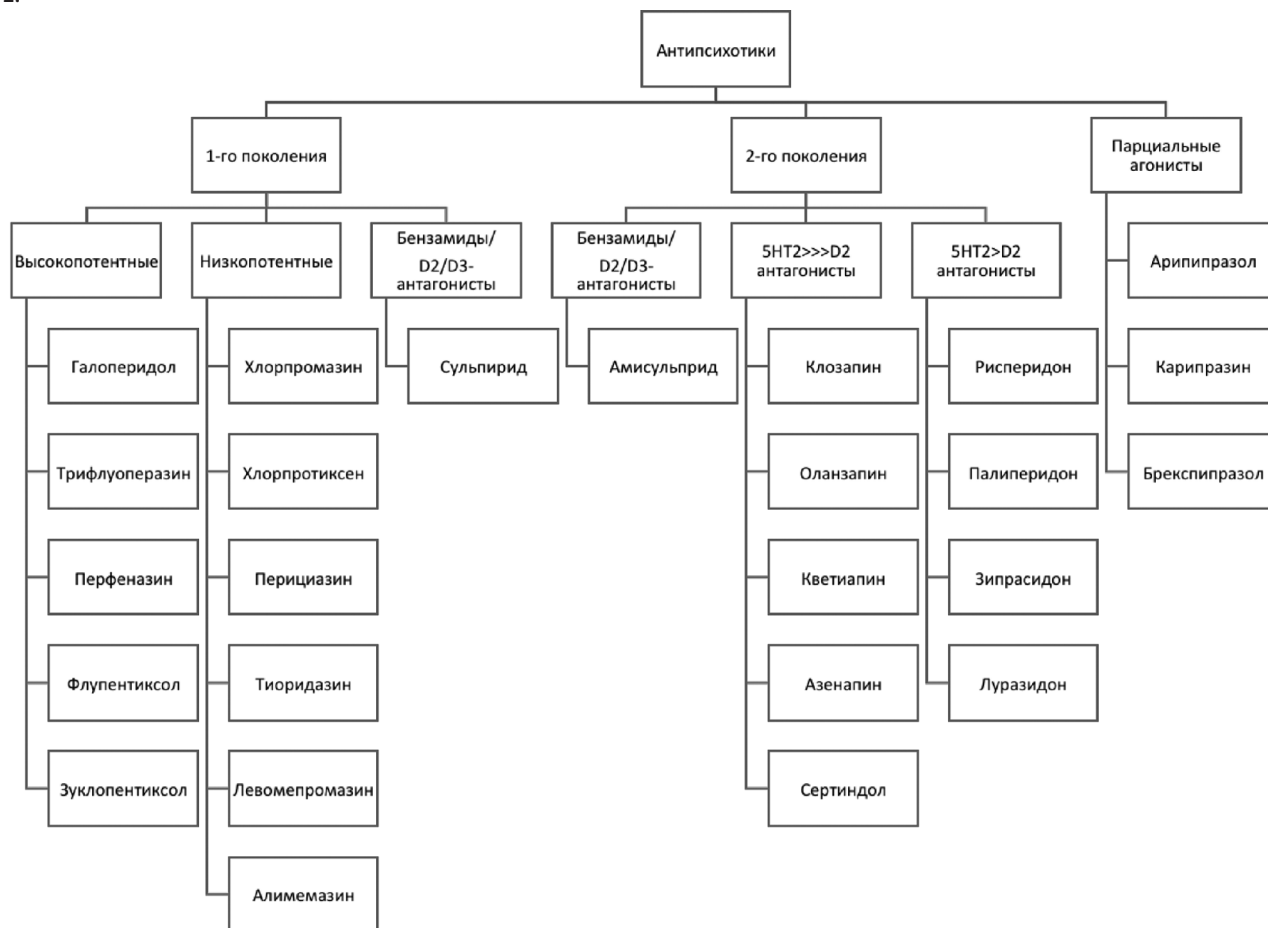 Антипсихотики
1-го поколения
2-го поколения
Парциальные
агонисты
Высокопотентные
Низкопотентные
Бензамиды/
D2/D3-
антагонисты
Бензамиды/
D2/D3-
антагонисты
5HT2>>>D2
антагонисты
5HT2>D2
антагонисты
Арипипразол
Галоперидол
Хлорпромазин
Сульпирид
Амисульприд
Клозапин
Рисперидон
Карипразин
Трифлуоперазин
Хлорпротиксен
Оланзапин
Палиперидон
Брекспипразол
Перфеназин
Перициазин
Кветиапин
Зипрасидон
Флупентиксол
Тиоридазин
Азенапин
Луразидон
Зуклопентиксол
Левомепромазин
Сертиндол
Алимемазин